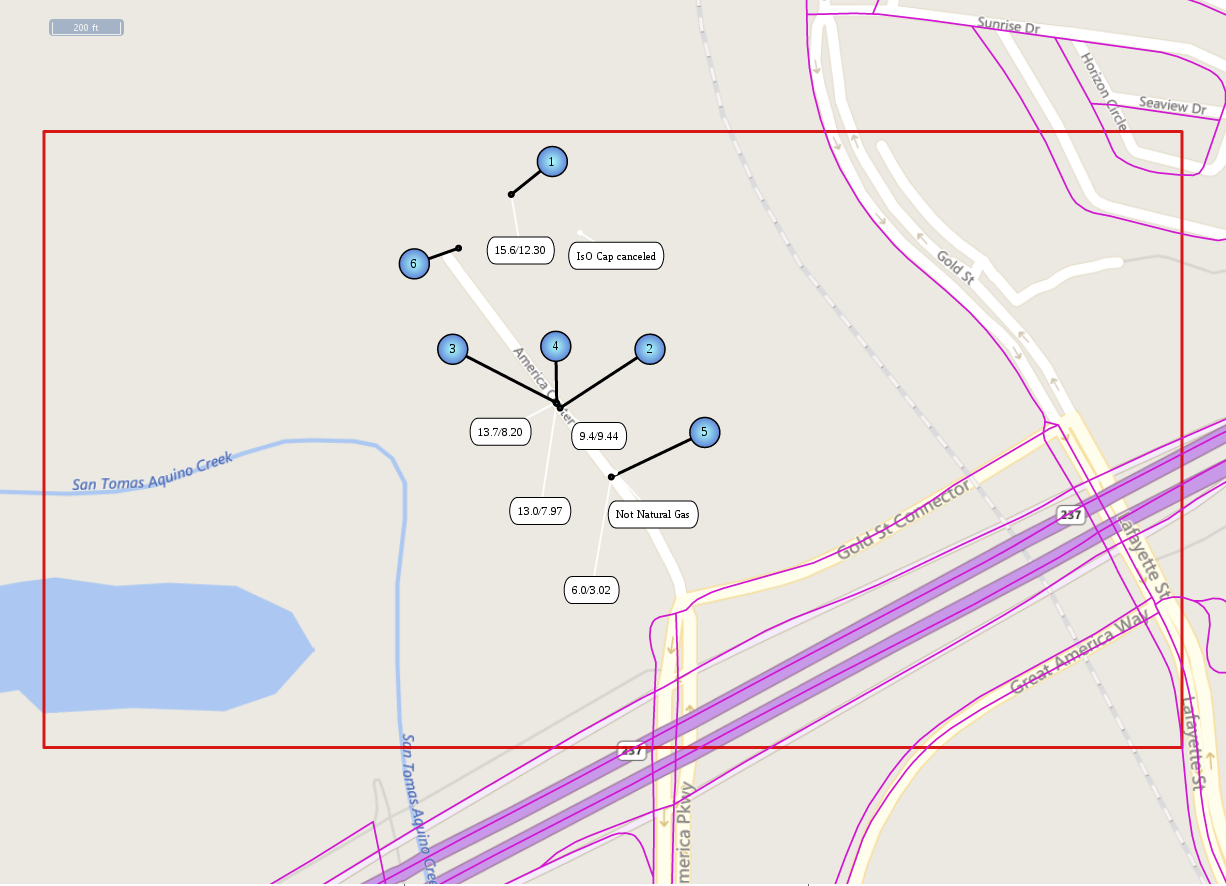 200 ft
Sunrise Dr
Horizon Circle
Seaview Dr
1
15.6/12.30
IsO Cap canceled
6
Gold St
3
4
2
America Center
13.7/8.20
9.4/9.44
5
San Tomas Aquino Creek
13.0/7.97
Not Natural Gas
237
Gold St Connector
Lafayette St
6.0/3.02
Great America Way
Lafayette St
237
San Tomas Aquino Creek
merica Pkwy